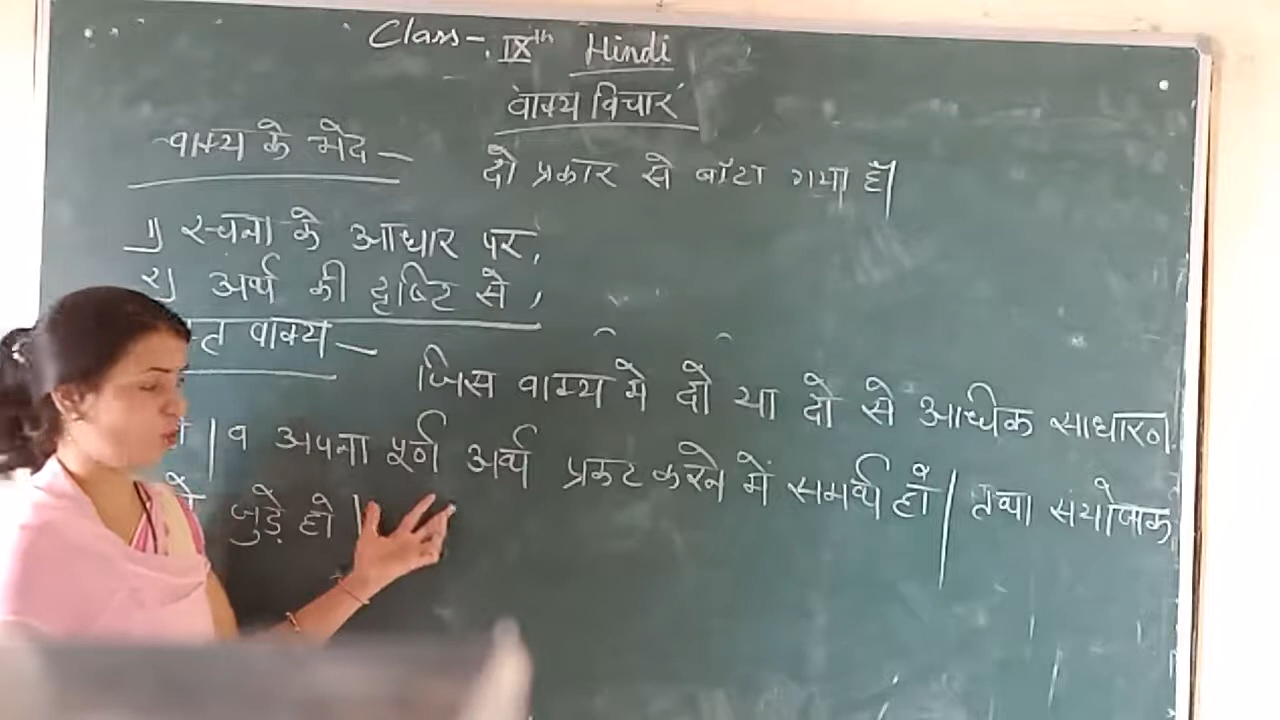 Class - IXth Hindi
वाक्य विचार
वाक्य के भेद — दो प्रकार से बाँटा गया है|
1) रचना के आधार पर,
२) अर्थ की दृष्टि से,
वाक्य —
जिस वाक्य मे दो या दो से अधिक साधारण
| व अपना पूर्ण अर्थ प्रकट करने में समर्थ हो | तथा संयोजक
जुड़े हो |